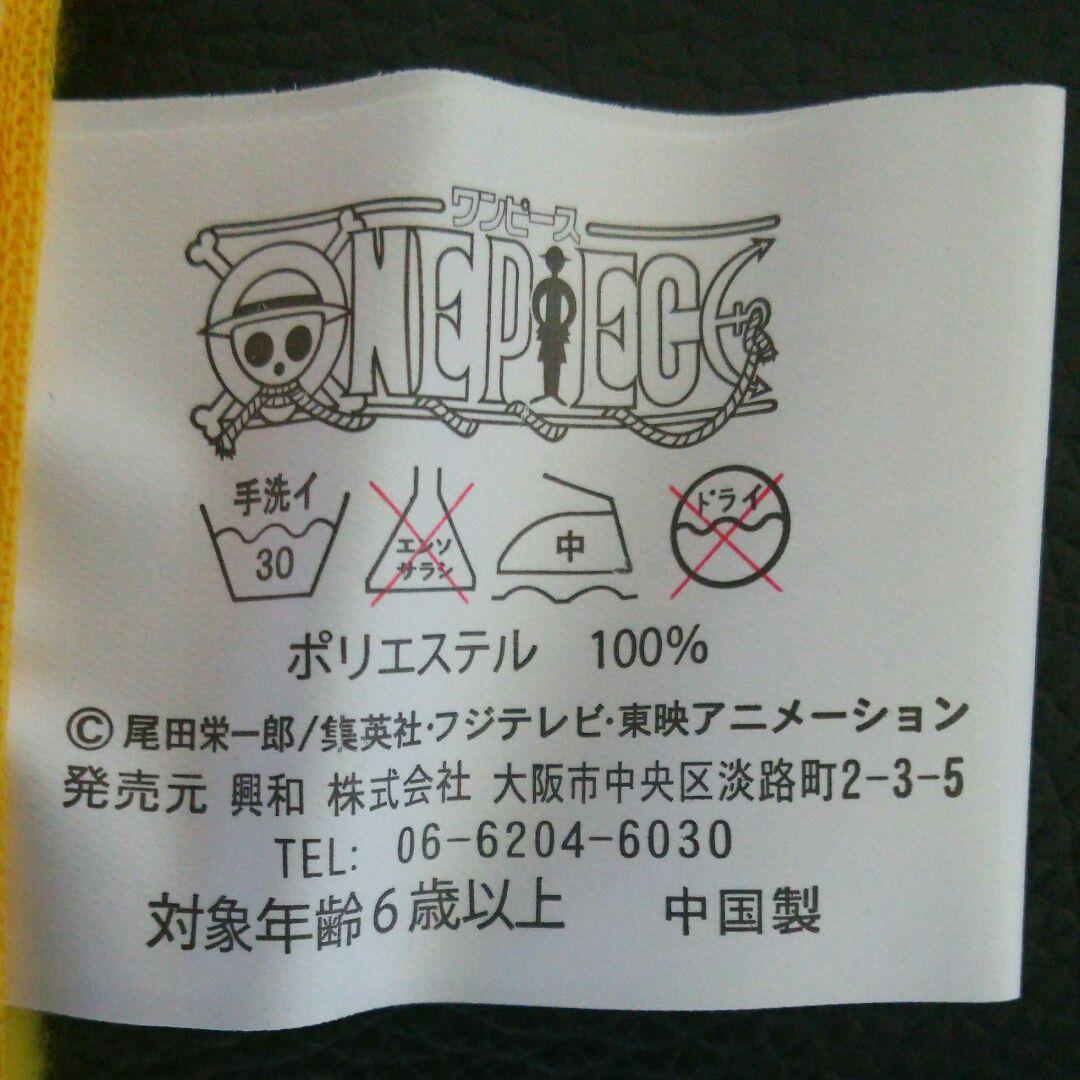 ワンピース
ONE PIECE
手洗イ
30
エンソ
サラシ
中
ドライ
ポリエステル 100%
©尾田栄一郎/集英社・フジテレビ・東映アニメーション
発売元 興和 株式会社 大阪市中央区淡路町2-3-5
TEL: 06-6204-6030
対象年齢6歳以上 中国製